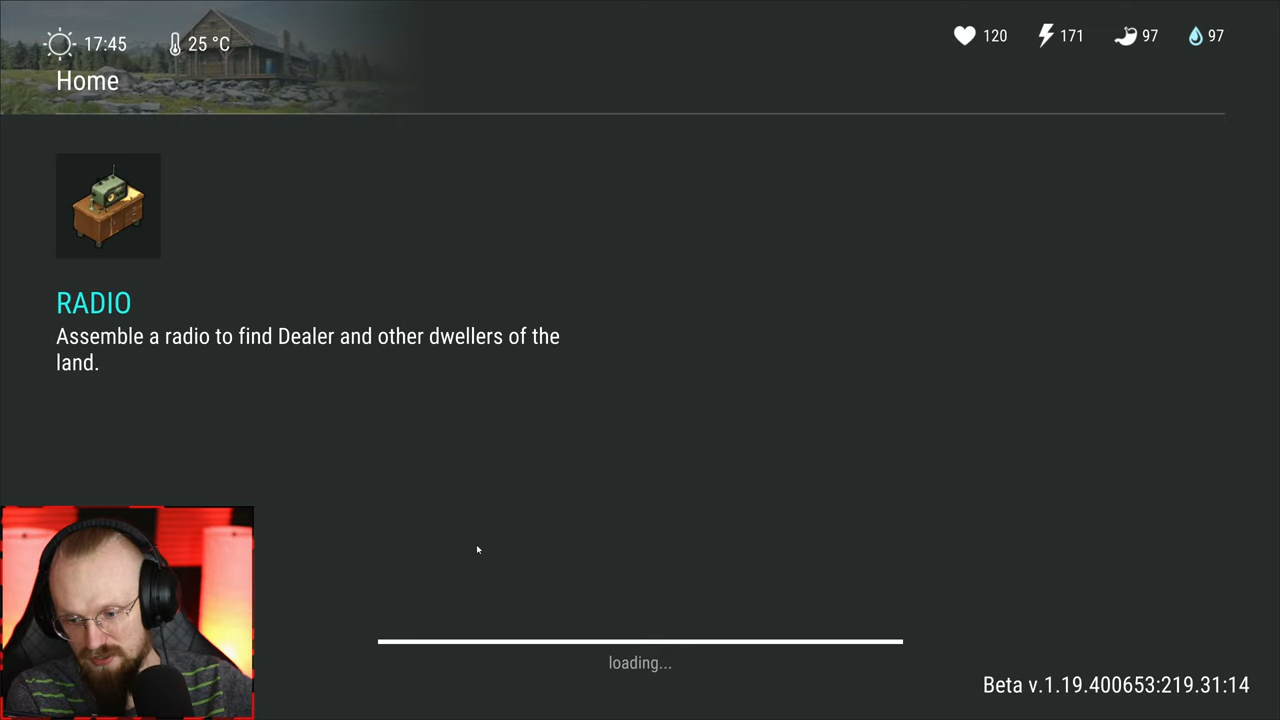 17:45 25 °C 120 171 97 97
Home
RADIO
Assemble a radio to find Dealer and other dwellers of the
land.
loading...
Beta v.1.19.400653:219.31:14